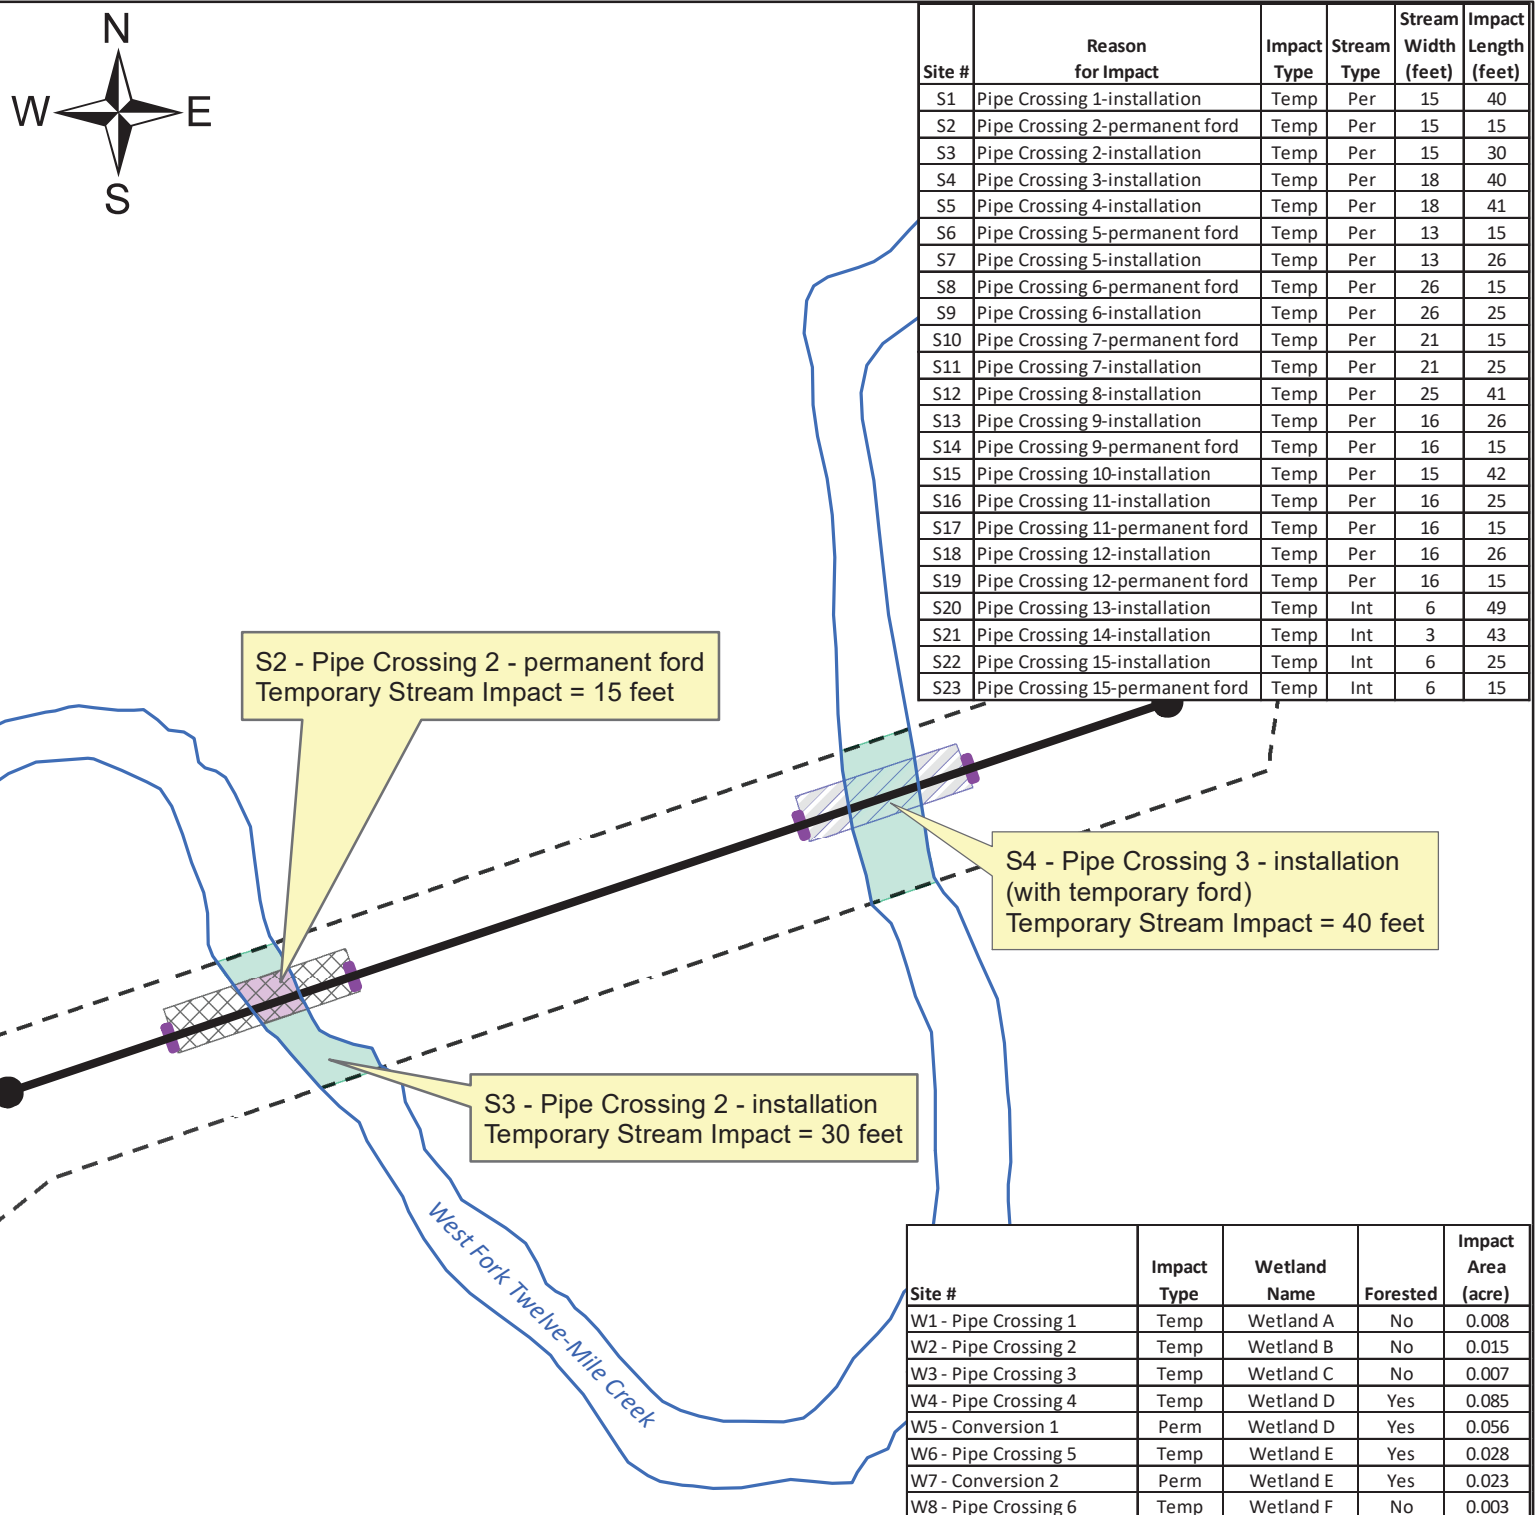 N
W E
S
Site # Reason for Impact Impact Type Stream Type Stream Width (feet) Impact Length (feet)
S1 Pipe Crossing 1-installation Temp Per 15 40
S2 Pipe Crossing 2-permanent ford Temp Per 15 15
S3 Pipe Crossing 2-installation Temp Per 15 30
S4 Pipe Crossing 3-installation Temp Per 18 40
S5 Pipe Crossing 4-installation Temp Per 18 41
S6 Pipe Crossing 5-permanent ford Temp Per 13 15
S7 Pipe Crossing 5-installation Temp Per 13 26
S8 Pipe Crossing 6-permanent ford Temp Per 26 15
S9 Pipe Crossing 6-installation Temp Per 26 25
S10 Pipe Crossing 7-permanent ford Temp Per 21 15
S11 Pipe Crossing 7-installation Temp Per 21 25
S12 Pipe Crossing 8-installation Temp Per 25 41
S13 Pipe Crossing 9-installation Temp Per 16 26
S14 Pipe Crossing 9-permanent ford Temp Per 16 15
S15 Pipe Crossing 10-installation Temp Per 15 42
S16 Pipe Crossing 11-installation Temp Per 16 25
S17 Pipe Crossing 11-permanent ford Temp Per 16 15
S18 Pipe Crossing 12-installation Temp Per 16 26
S19 Pipe Crossing 12-permanent ford Temp Per 16 15
S20 Pipe Crossing 13-installation Temp Int 6 49
S21 Pipe Crossing 14-installation Temp Int 3 43
S22 Pipe Crossing 15-installation Temp Int 6 25
S23 Pipe Crossing 15-permanent ford Temp Int 6 15
S2 - Pipe Crossing 2 - permanent ford
Temporary Stream Impact = 15 feet
S4 - Pipe Crossing 3 - installation
(with temporary ford)
Temporary Stream Impact = 40 feet
S3 - Pipe Crossing 2 - installation
Temporary Stream Impact = 30 feet
West Fork Twelve-Mile Creek
Site # Impact Type Wetland Name Forested Impact Area (acre)
W1 - Pipe Crossing 1 Temp Wetland A No 0.008
W2 - Pipe Crossing 2 Temp Wetland B No 0.015
W3 - Pipe Crossing 3 Temp Wetland C No 0.007
W4 - Pipe Crossing 4 Temp Wetland D Yes 0.085
W5 - Conversion 1 Perm Wetland D Yes 0.056
W6 - Pipe Crossing 5 Temp Wetland E Yes 0.028
W7 - Conversion 2 Perm Wetland E Yes 0.023
W8 - Pipe Crossing 6 Temp Wetland F No 0.003